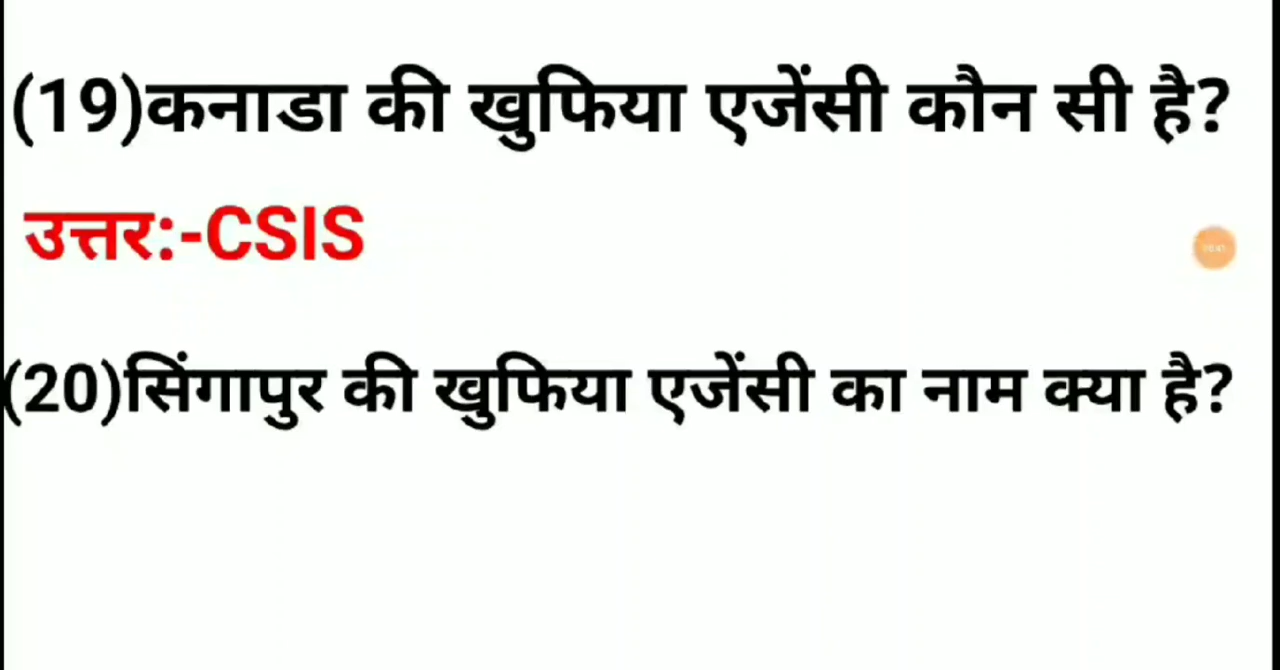 (19)कनाडा की खुफिया एजेंसी कौन सी है?
उत्तर:-CSIS
(20)सिंगापुर की खुफिया एजेंसी का नाम क्या है?